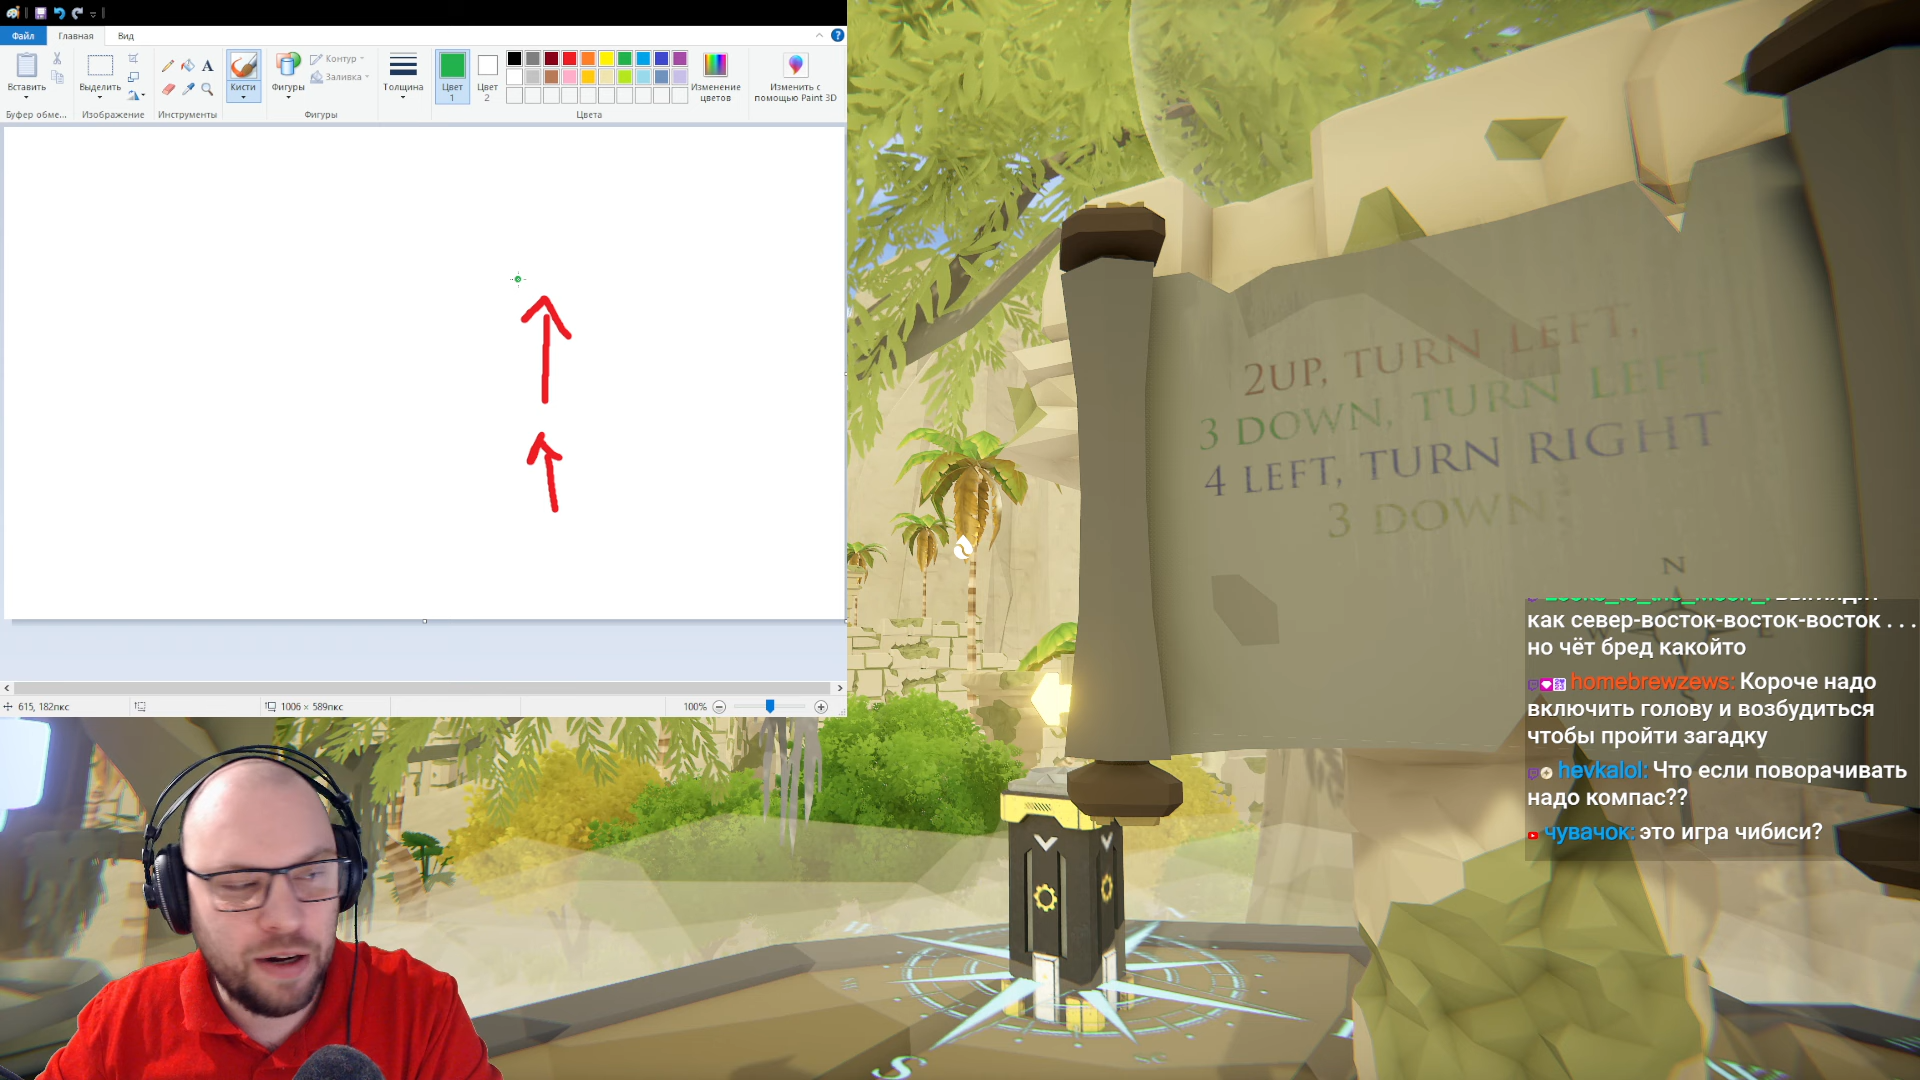 Файл
Главная
Вид
Вставить
Выделить
A
Кисти
Фигуры
Контур
Заливка
Толщина
Цвет
1
Цвет
2
Изменение
цветов
Изменить с
помощью Paint 3D
Буфер обме...
Изображение
Инструменты
Фигуры
Цвета
615, 182пкс
1006 × 589пкс
100%
2UP, TURN LEFT,
3 DOWN, TURN LEFT
4 LEFT, TURN RIGHT
3 DOWN
N
как север-восток-восток-восток . . .
но чёт бред какойто
homebrewzews: Короче надо
включить голову и возбудиться
чтобы пройти загадку
hevkalol: Что если поворачивать
надо компас??
чувачок: это игра чибиси?
S